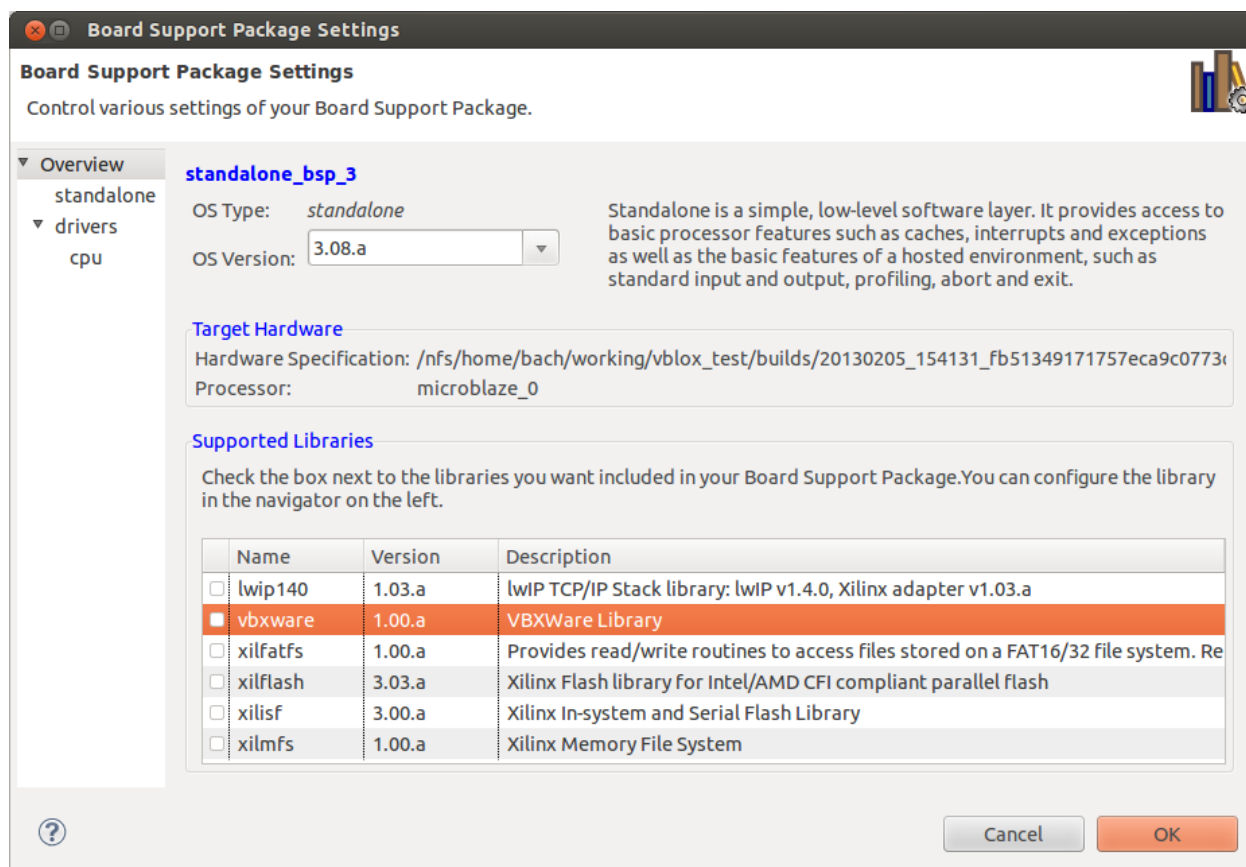 Board Support Package Settings
Board Support Package Settings
Control various settings of your Board Support Package.
Overview
standalone
drivers
cpu
standalone_bsp_3
OS Type: standalone
OS Version: 3.08.a
Standalone is a simple, low-level software layer. It provides access to
basic processor features such as caches, interrupts and exceptions
as well as the basic features of a hosted environment, such as
standard input and output, profiling, abort and exit.
Target Hardware
Hardware Specification: /nfs/home/bach/working/vblox_test/builds/20130205_154131_fb51349171757eca9c0773
Processor: microblaze_0
Supported Libraries
Check the box next to the libraries you want included in your Board Support Package.You can configure the library
in the navigator on the left.
Name Version Description
lwip140 1.03.a lwIP TCP/IP Stack library: lwIP v1.4.0, Xilinx adapter v1.03.a
vbxware 1.00.a VBXWare Library
xilfatfs 1.00.a Provides read/write routines to access files stored on a FAT16/32 file system. Re
xilflash 3.03.a Xilinx Flash library for Intel/AMD CFI compliant parallel flash
xilisf 3.00.a Xilinx In-system and Serial Flash Library
xilmfs 1.00.a Xilinx Memory File System
?
Cancel OK